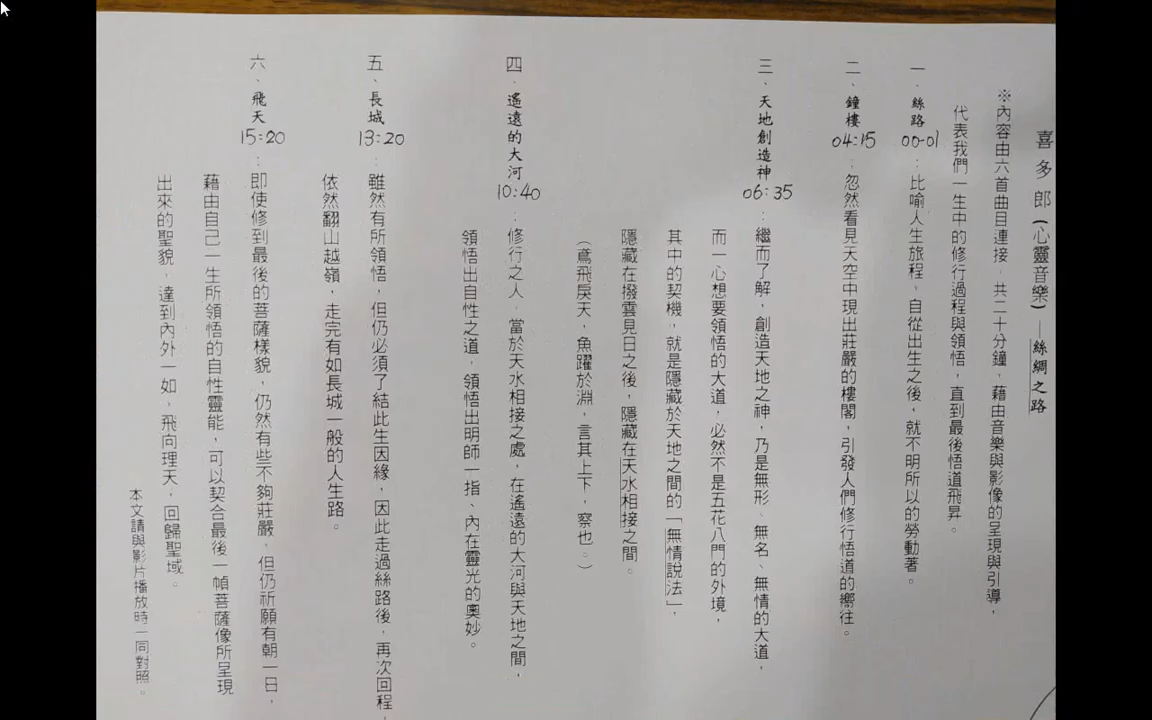 喜多郎(心靈音樂)—絲綢之路
※內容由六首曲目連接，共二十分鐘，藉由音樂與影像的呈現與引導，
代表我們一生中的修行過程與領悟，直到最後悟道飛昇。
一、絲路 00-01：比喻人生旅程，自從出生之後，就不明所以的勞動著。
二、鐘樓 04:15：忽然看見天空中現出莊嚴的樓閣，引發人們修行悟道的嚮往。
三、天地創造神 06:35：繼而了解，創造天地之神，乃是無形、無名、無情的大道，
而一心想要領悟的大道，必然不是五花八門的外境，
其中的契機，就是隱藏於天地之間的「無情說法」，
隱藏在撥雲見日之後，隱藏在天水相接之間。
（鳶飛戾天，魚躍於淵，言其上下，察也。）
四、遙遠的大河 10:40：修行之人，當於天水相接之處，在遙遠的大河與天地之間，
領悟出自性之道，領悟出明師一指、內在靈光的奧妙。
五、長城 13:20：雖然有所領悟，但仍必須了結此生因緣，因此走過絲路後，再次回程，
依然翻山越嶺，走完有如長城一般的人生路。
六、飛天 15:20：即使修到最後的菩薩樣貌，仍然有些不夠莊嚴，但仍祈願有朝一日，
藉由自己一生所領悟的自性靈能，可以契合最後一幀菩薩像所呈現
出來的聖貌，達到內外一如，飛向理天，回歸聖域。
本文請與影片播放時一同對照。